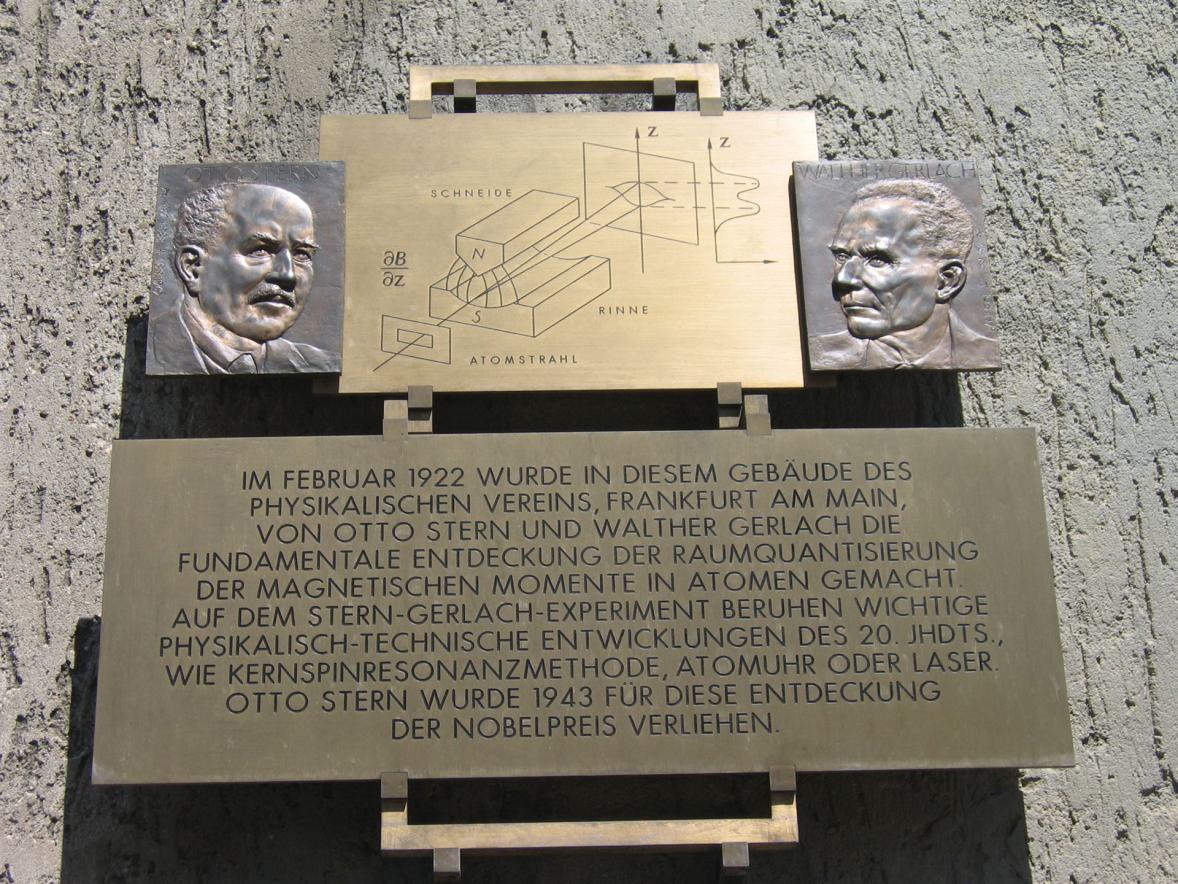 OTTO STERN
WALTHER GERLACH
Z
Z
SCHNEIDE
N
∂B
∂Z
S
RINNE
ATOMSTRAHL
IM FEBRUAR 1922 WURDE IN DIESEM GEBÄUDE DES
PHYSIKALISCHEN VEREINS, FRANKFURT AM MAIN,
VON OTTO STERN UND WALTHER GERLACH DIE
FUNDAMENTALE ENTDECKUNG DER RAUMQUANTISIERUNG
DER MAGNETISCHEN MOMENTE IN ATOMEN GEMACHT.
AUF DEM STERN-GERLACH-EXPERIMENT BERUHEN WICHTIGE
PHYSIKALISCH-TECHNISCHE ENTWICKLUNGEN DES 20. JHDTS.,
WIE KERNSPINRESONANZMETHODE, ATOMUHR ODER LASER.
OTTO STERN WURDE 1943 FÜR DIESE ENTDECKUNG
DER NOBELPREIS VERLIEHEN.